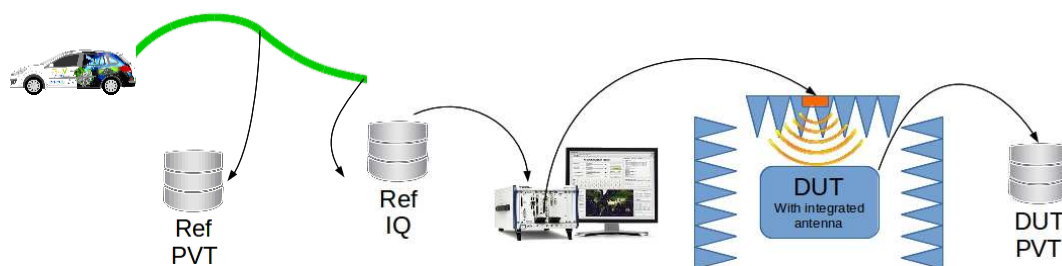 Ref
PVT
Ref
IQ
DUT
With integrated
antenna
DUT
PVT